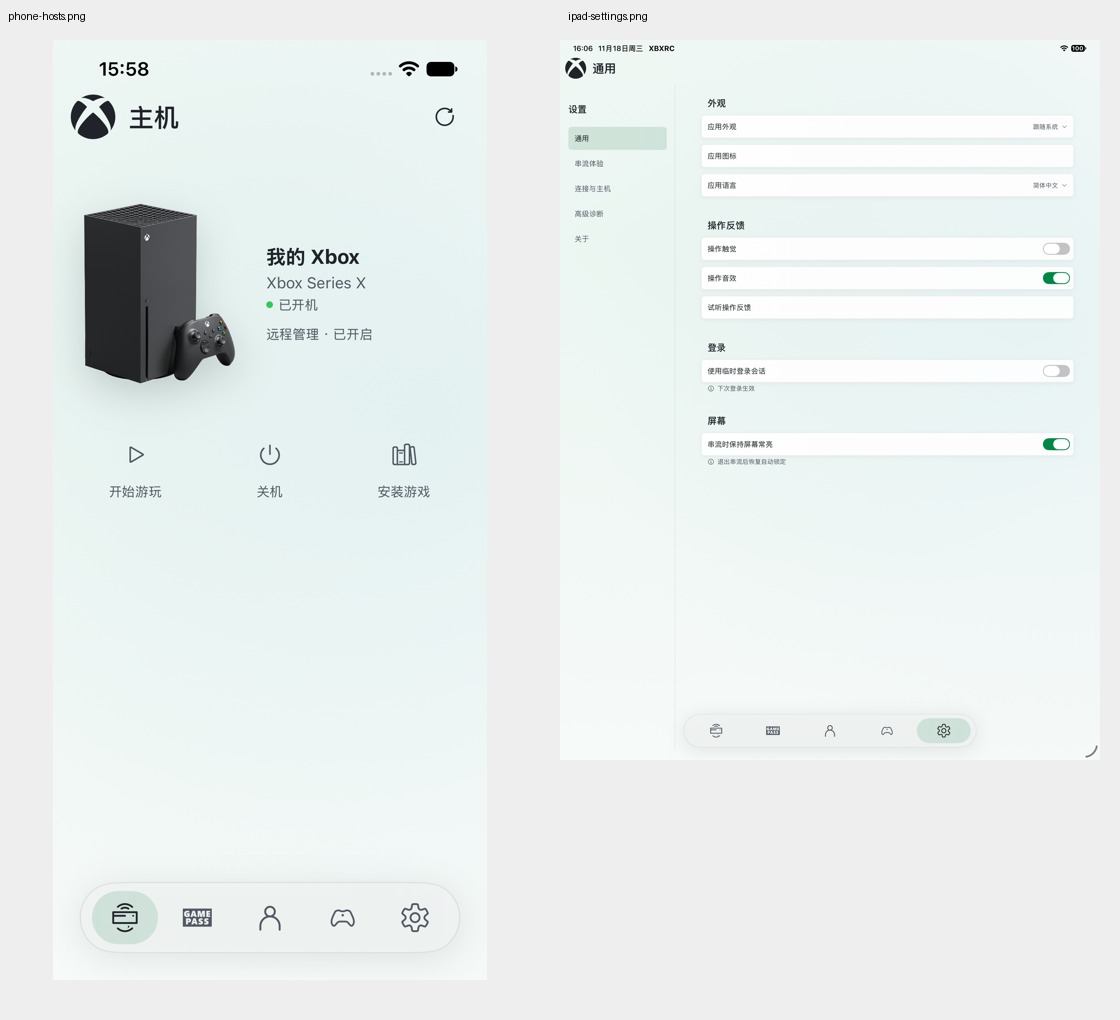 phone-hosts.png
15:58
主机
我的 Xbox
Xbox Series X
已开机
远程管理 · 已开启
开始游玩
关机
安装游戏
GAME PASS
ipad-settings.png
16:06 11月18日周三 XBXRC
100
通用
设置
通用
串流体验
连接与主机
高级诊断
关于
外观
应用外观
跟随系统
应用图标
应用语言
简体中文
操作反馈
操作触觉
操作音效
试听操作反馈
登录
使用临时登录会话
下次登录生效
屏幕
串流时保持屏幕常亮
退出串流后恢复自动锁定
GAME PASS